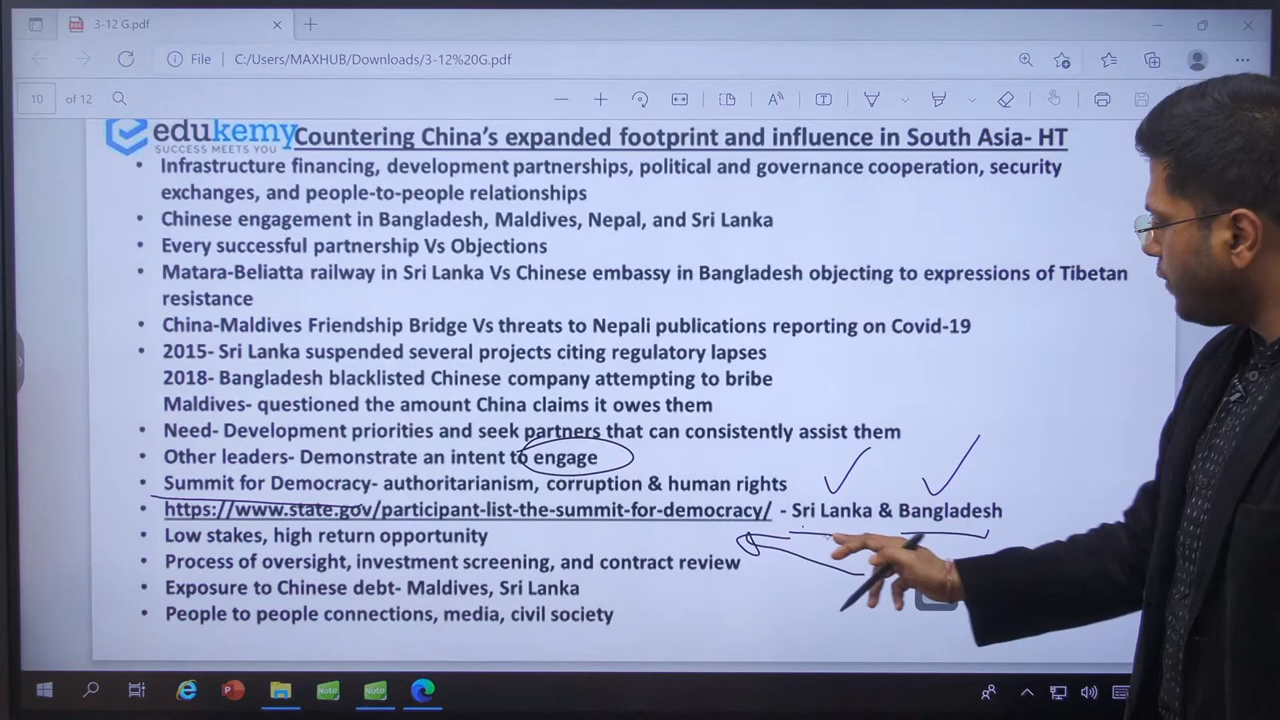 3-12 G.pdf
File C:/Users/MAXHUB/Downloads/3-12%20G.pdf
10 of 12
edukemy
SUCCESS MEETS YOU
Countering China's expanded footprint and influence in South Asia- HT
• Infrastructure financing, development partnerships, political and governance cooperation, security
exchanges, and people-to-people relationships
• Chinese engagement in Bangladesh, Maldives, Nepal, and Sri Lanka
• Every successful partnership Vs Objections
• Matara-Beliatta railway in Sri Lanka Vs Chinese embassy in Bangladesh objecting to expressions of Tibetan
resistance
• China-Maldives Friendship Bridge Vs threats to Nepali publications reporting on Covid-19
• 2015- Sri Lanka suspended several projects citing regulatory lapses
2018- Bangladesh blacklisted Chinese company attempting to bribe
Maldives- questioned the amount China claims it owes them
• Need- Development priorities and seek partners that can consistently assist them
• Other leaders- Demonstrate an intent to engage
• Summit for Democracy- authoritarianism, corruption & human rights
• https://www.state.gov/participant-list-the-summit-for-democracy/ - Sri Lanka & Bangladesh
• Low stakes, high return opportunity
• Process of oversight, investment screening, and contract review
• Exposure to Chinese debt- Maldives, Sri Lanka
• People to people connections, media, civil society
Note
Note